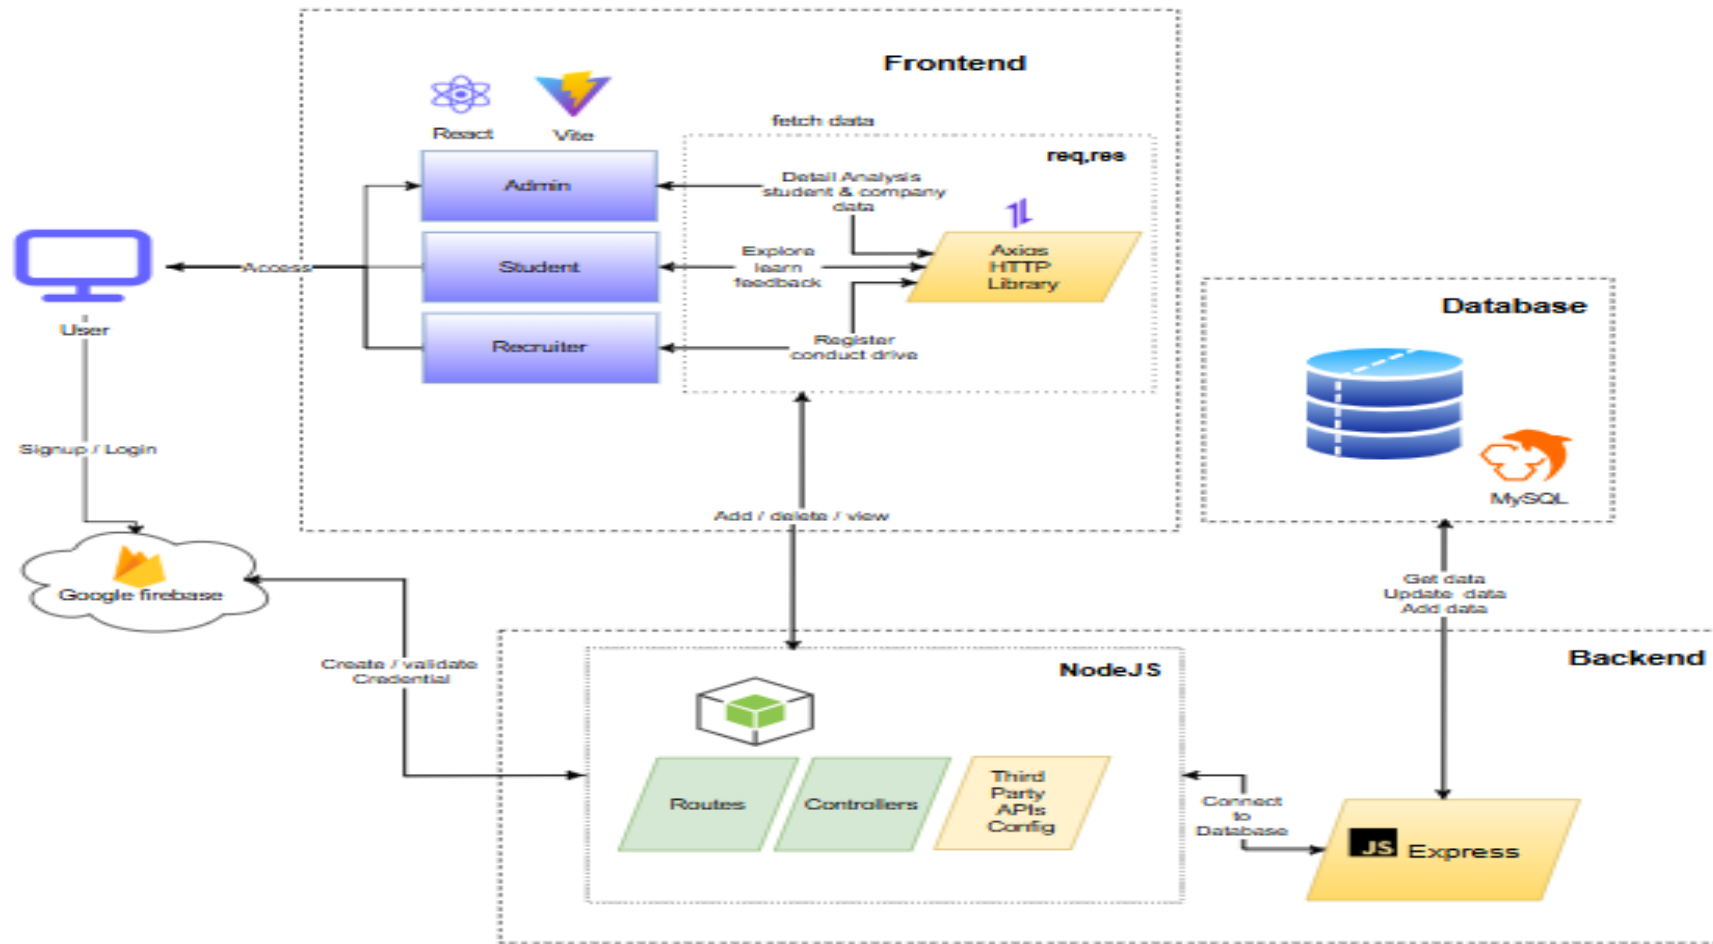 Frontend
React
Vite
fetch data
req,res
Admin
Detail Analysis
student & company
data
Student
Explore
learn
feedback
Axios
HTTP
Library
Recruiter
Register
conduct drive
Access
User
Signup / Login
Google firebase
Add / delete / view
Database
MySQL
Get data
Update data
Add data
Create / validate
Credential
Backend
NodeJS
Routes
Controllers
Third
Party
APIs
Config
Connect
to
Database
JS
Express